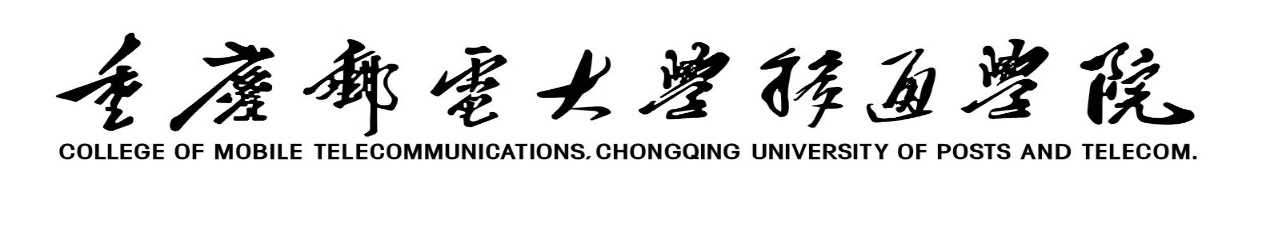 重慶郵電大學移通學院
COLLEGE OF MOBILE TELECOMMUNICATIONS, CHONGQING UNIVERSITY OF POSTS AND TELECOM.